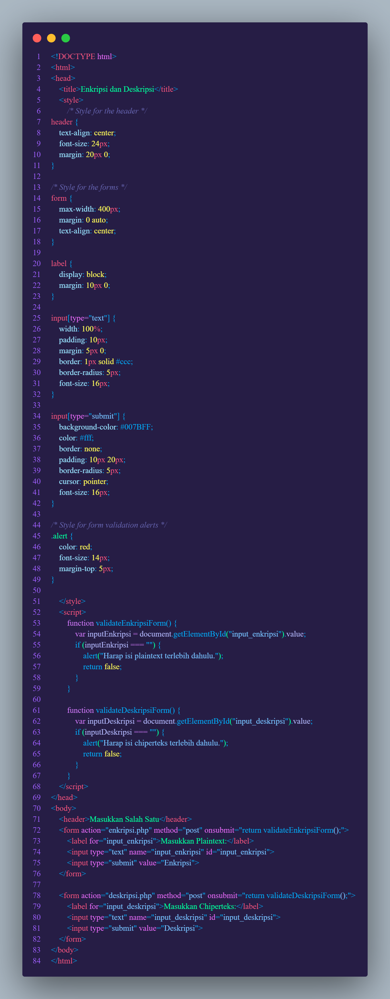 1 <!DOCTYPE html>
2 <html>
3 <head>
4     <title>Enkripsi dan Deskripsi</title>
5     <style>
6         /* Style for the header */
7 header {
8     text-align: center;
9     font-size: 24px;
10     margin: 20px 0;
11 }
12
13 /* Style for the forms */
14 form {
15     max-width: 400px;
16     margin: 0 auto;
17     text-align: center;
18 }
19
20 label {
21     display: block;
22     margin: 10px 0;
23 }
24
25 input[type="text"] {
26     width: 100%;
27     padding: 10px;
28     margin: 5px 0;
29     border: 1px solid #ccc;
30     border-radius: 5px;
31     font-size: 16px;
32 }
33
34 input[type="submit"] {
35     background-color: #007BFF;
36     color: #fff;
37     border: none;
38     padding: 10px 20px;
39     border-radius: 5px;
40     cursor: pointer;
41     font-size: 16px;
42 }
43
44 /* Style for form validation alerts */
45 .alert {
46     color: red;
47     font-size: 14px;
48     margin-top: 5px;
49 }
50
51     </style>
52     <script>
53         function validateEnkripsiForm() {
54             var inputEnkripsi = document.getElementById("input_enkripsi").value;
55             if (inputEnkripsi === "") {
56                 alert("Harap isi plaintext terlebih dahulu.");
57                 return false;
58             }
59         }
60
61         function validateDeskripsiForm() {
62             var inputDeskripsi = document.getElementById("input_deskripsi").value;
63             if (inputDeskripsi === "") {
64                 alert("Harap isi chiperteks terlebih dahulu.");
65                 return false;
66             }
67         }
68     </script>
69 </head>
70 <body>
71     <header>Masukkan Salah Satu</header>
72     <form action="enkripsi.php" method="post" onsubmit="return validateEnkripsiForm();">
73         <label for="input_enkripsi">Masukkan Plaintext:</label>
74         <input type="text" name="input_enkripsi" id="input_enkripsi">
75         <input type="submit" value="Enkripsi">
76     </form>
77
78     <form action="deskripsi.php" method="post" onsubmit="return validateDeskripsiForm();">
79         <label for="input_deskripsi">Masukkan Chiperteks:</label>
80         <input type="text" name="input_deskripsi" id="input_deskripsi">
81         <input type="submit" value="Deskripsi">
82     </form>
83 </body>
84 </html>